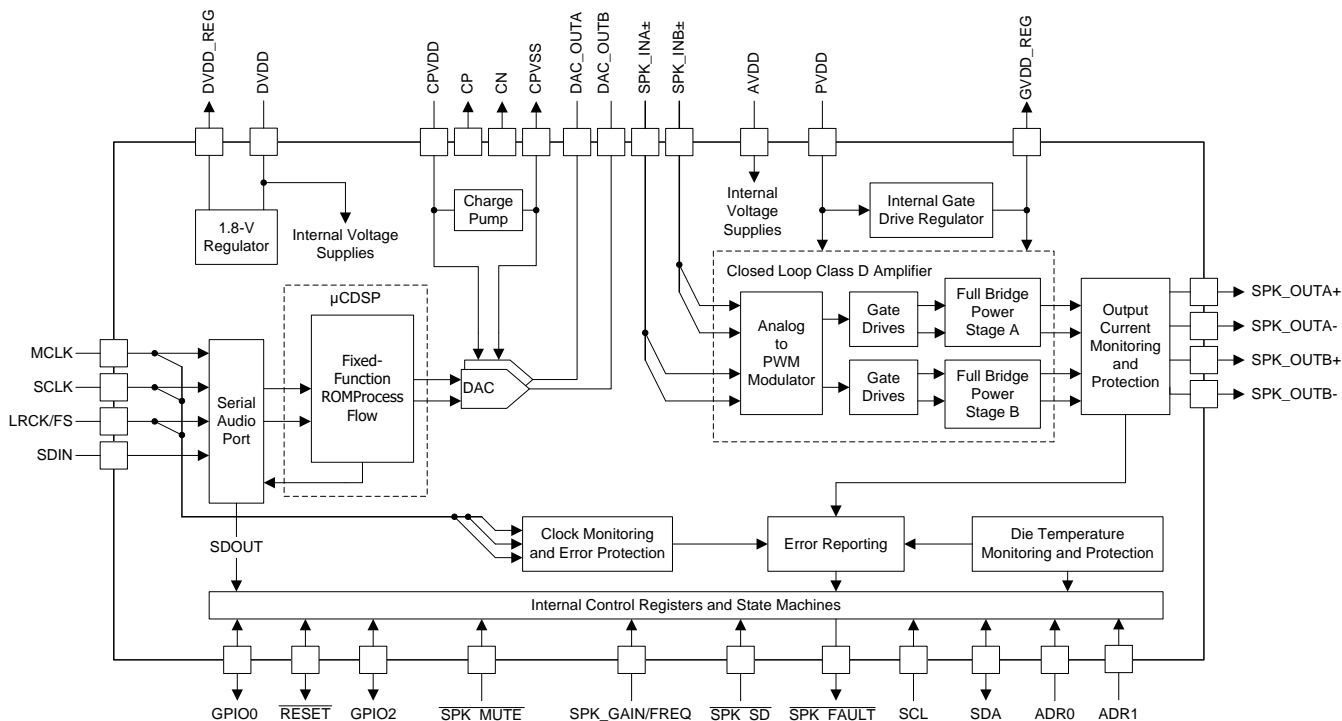 DVDD_REG
DVDD
CPVDD
CP
CN
CPVSS
DAC_OUTA
DAC_OUTB
SPK_INA±
SPK_INB±
AVDD
PVDD
GVDD_REG
1.8-V
Regulator
Internal Voltage
Supplies
Charge
Pump
Internal
Voltage
Supplies
Internal Gate
Drive Regulator
Closed Loop Class D Amplifier
Analog
to
PWM
Modulator
Gate
Drives
Full Bridge
Power
Stage A
Gate
Drives
Full Bridge
Power
Stage B
Output
Current
Monitoring
and
Protection
SPK_OUTA+
SPK_OUTA-
SPK_OUTB+
SPK_OUTB-
MCLK
SCLK
LRCK/FS
SDIN
Serial
Audio
Port
µCDSP
Fixed-
Function
ROMProcess
Flow
DAC
SDOUT
Clock Monitoring
and Error Protection
Error Reporting
Die Temperature
Monitoring and Protection
Internal Control Registers and State Machines
GPIO0
RESET
GPIO2
SPK_MUTE
SPK_GAIN/FREQ
SPK_SD
SPK_FAULT
SCL
SDA
ADR0
ADR1